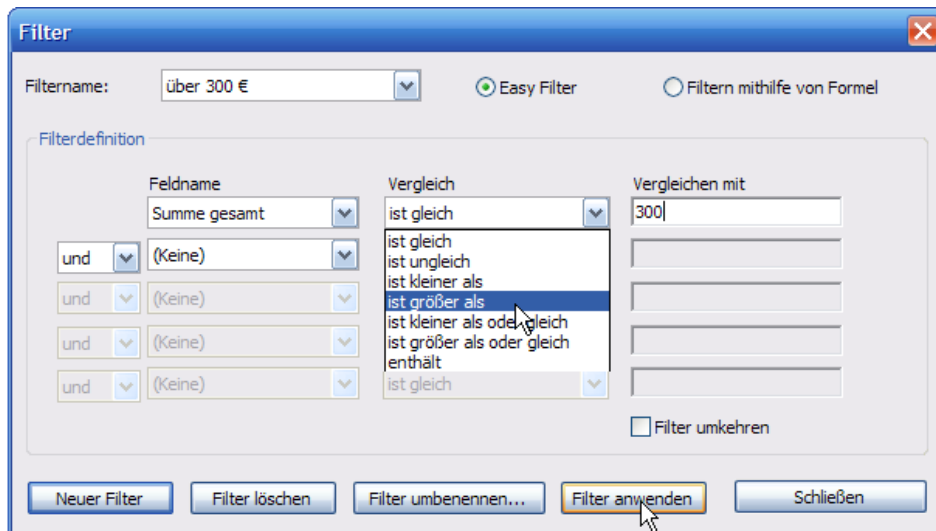 Filter
Filtername: über 300 € Easy Filter Filtern mithilfe von Formel
Filterdefinition
Feldname Vergleich Vergleichen mit
Summe gesamt ist gleich 300
und (Keine)
ist gleich
ist ungleich
ist kleiner als
ist größer als
ist kleiner als oder gleich
ist größer als oder gleich
enthält
und (Keine)
und (Keine)
und (Keine) ist gleich
Filter umkehren
Neuer Filter Filter löschen Filter umbenennen... Filter anwenden Schließen